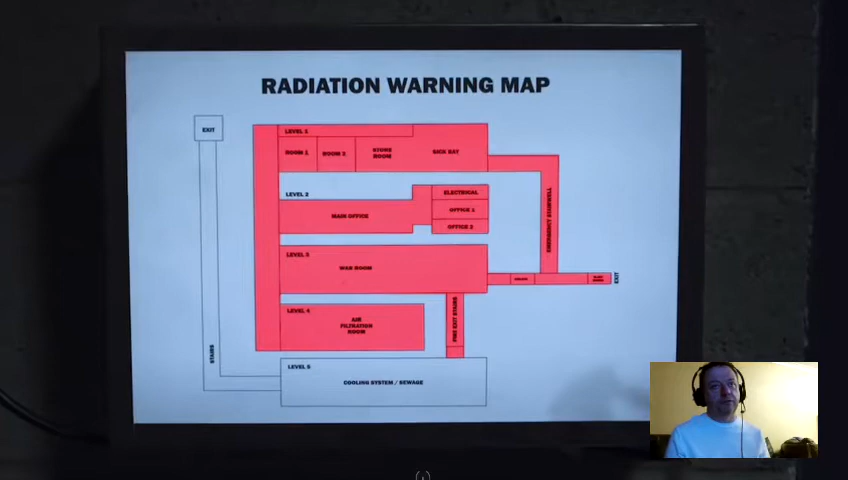 RADIATION WARNING MAP
EXIT
LEVEL 1
ROOM 1
ROOM 2
STORE
ROOM
SICK BAY
LEVEL 2
ELECTRICAL
MAIN OFFICE
OFFICE 1
OFFICE 2
EMERGENCY STAIRWELL
LEVEL 3
WAR ROOM
EXIT
LEVEL 4
AIR
FILTRATION
ROOM
FIRE EXIT STAIRS
STAIRS
LEVEL 5
COOLING SYSTEM / SEWAGE